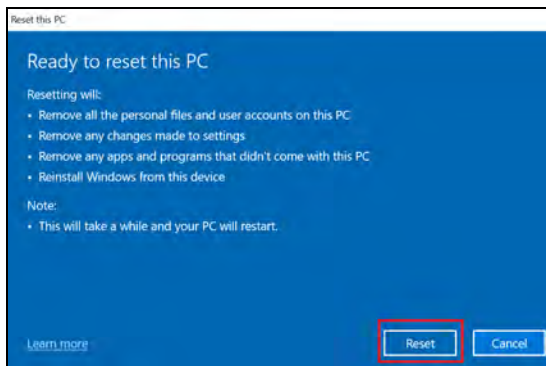 Reset this PC
Ready to reset this PC
Resetting will:
• Remove all the personal files and user accounts on this PC
• Remove any changes made to settings
• Remove any apps and programs that didn't come with this PC
• Reinstall Windows from this device
Note:
• This will take a while and your PC will restart.
Learn more
Reset
Cancel